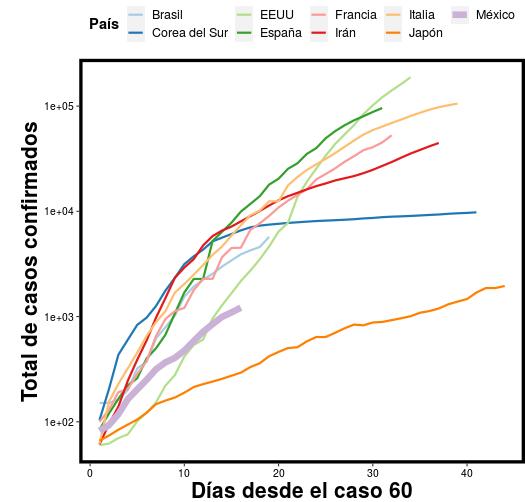 País
Brasil EEUU Francia Italia México
Corea del Sur España Irán Japón
Total de casos confirmados
1e+05
1e+04
1e+03
1e+02
0 10 20 30 40
Días desde el caso 60